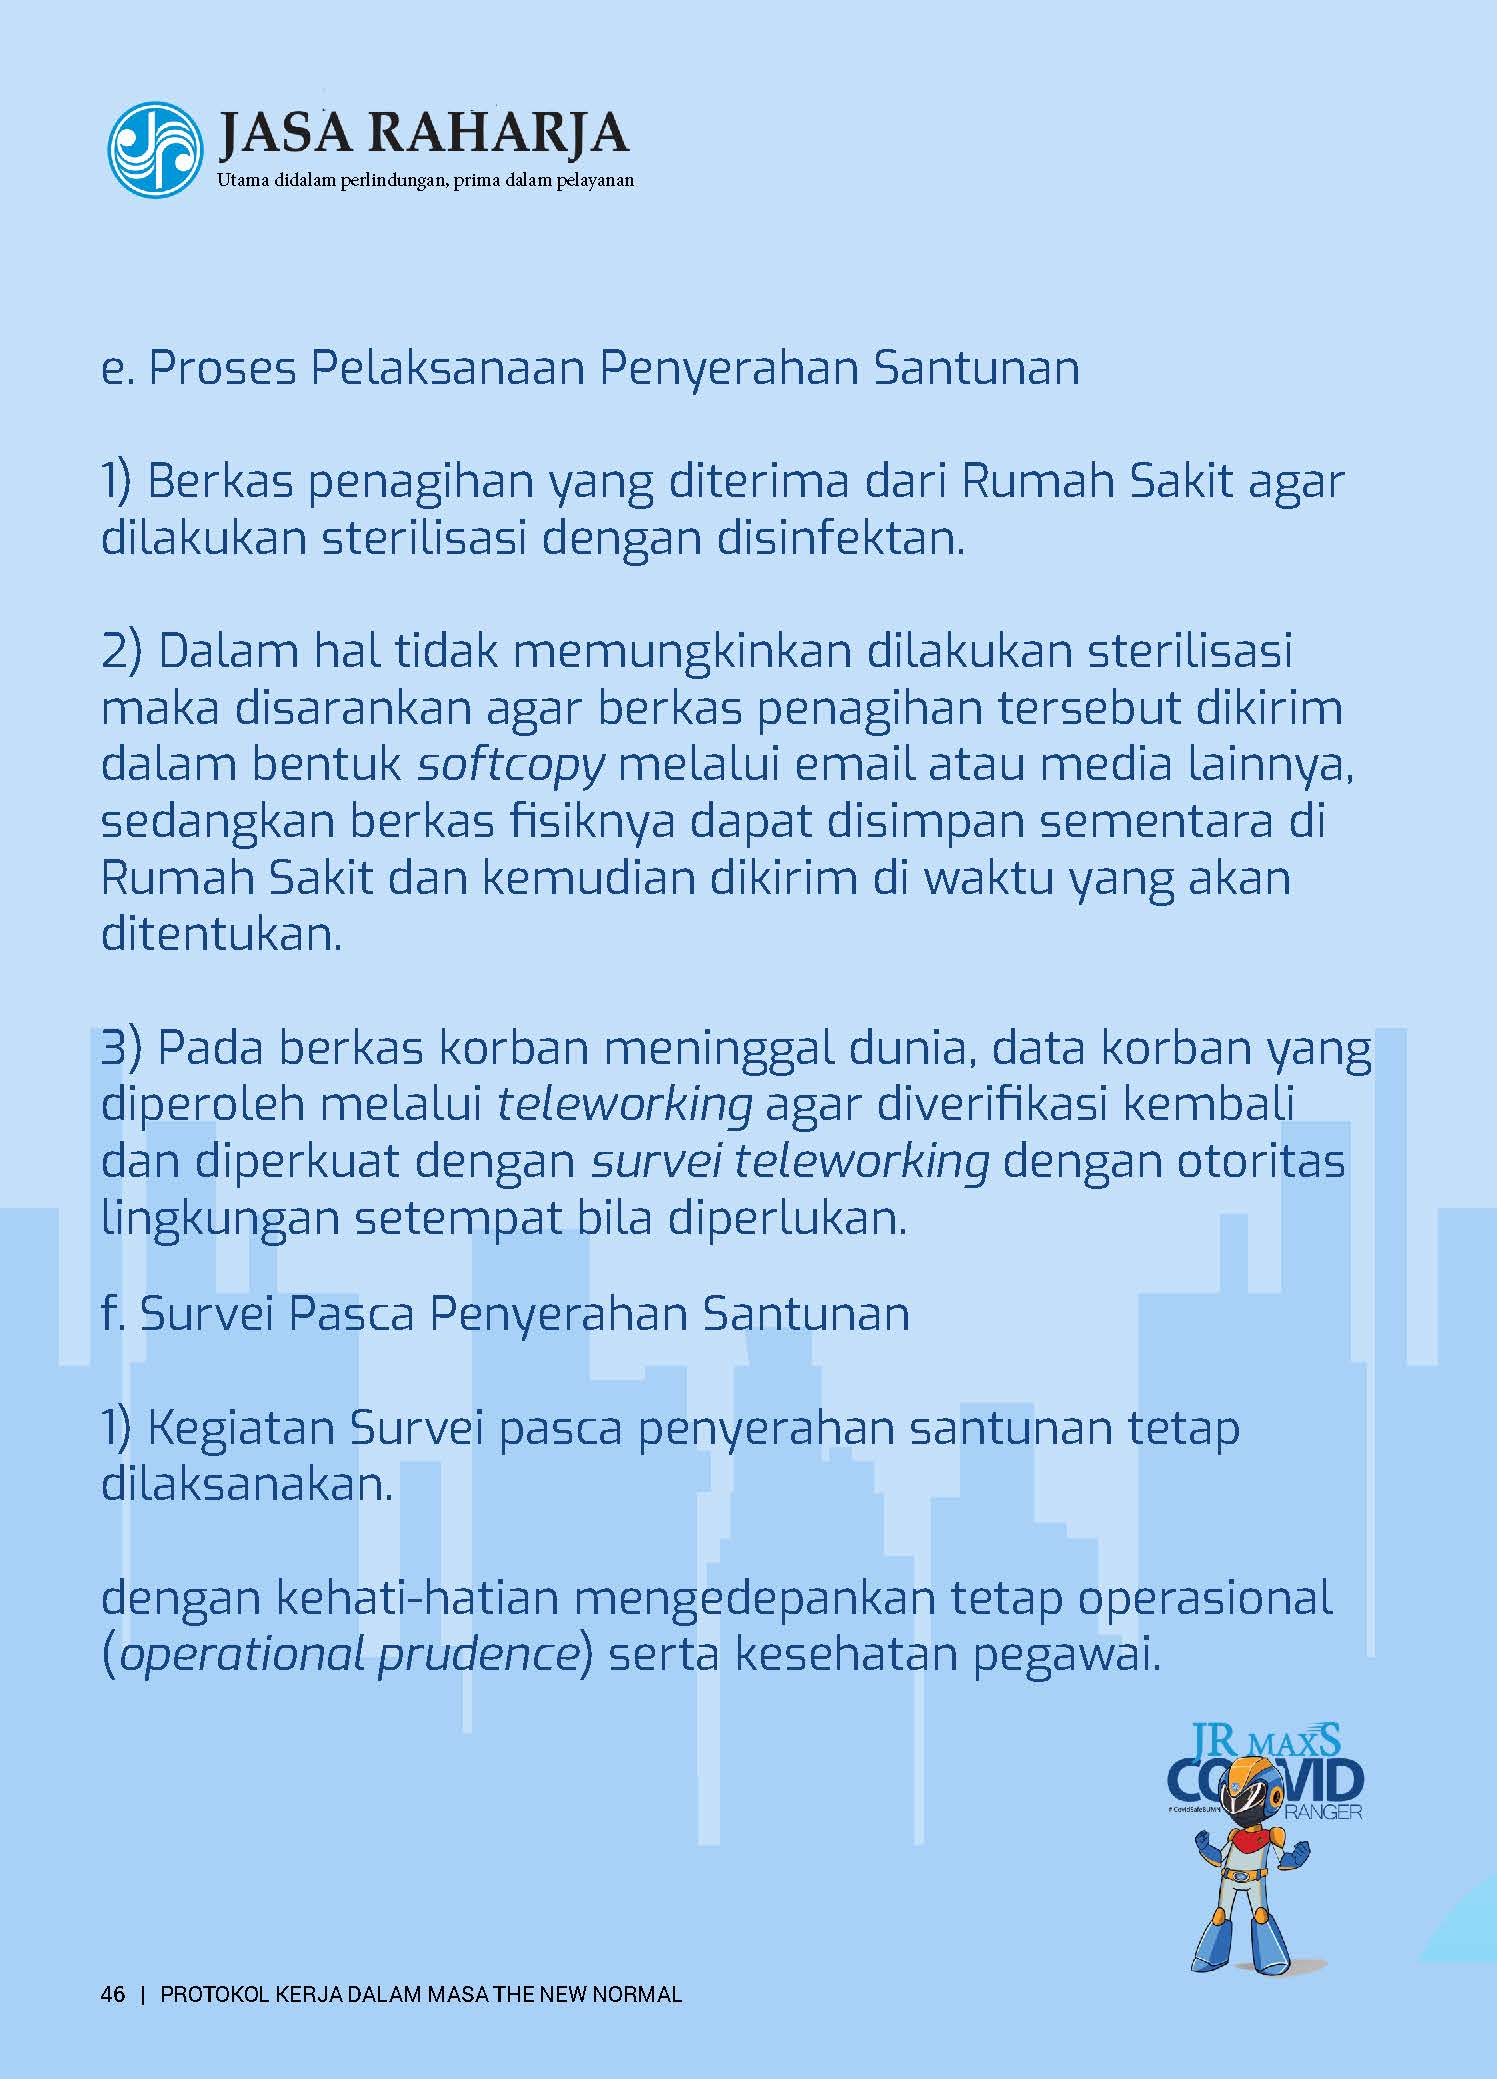 JASA RAHARJA
Utama didalam perlindungan, prima dalam pelayanan
e. Proses Pelaksanaan Penyerahan Santunan
1) Berkas penagihan yang diterima dari Rumah Sakit agar
dilakukan sterilisasi dengan disinfektan.
2) Dalam hal tidak memungkinkan dilakukan sterilisasi
maka disarankan agar berkas penagihan tersebut dikirim
dalam bentuk softcopy melalui email atau media lainnya,
sedangkan berkas fisiknya dapat disimpan sementara di
Rumah Sakit dan kemudian dikirim di waktu yang akan
ditentukan.
3) Pada berkas korban meninggal dunia, data korban yang
diperoleh melalui teleworking agar diverifikasi kembali
dan diperkuat dengan survei teleworking dengan otoritas
lingkungan setempat bila diperlukan.
f. Survei Pasca Penyerahan Santunan
1) Kegiatan Survei pasca penyerahan santunan tetap
dilaksanakan.
dengan kehati-hatian mengedepankan tetap operasional
(operational prudence) serta kesehatan pegawai.
JR MAXS
COVID
#CovidSafeBUMN
RANGER
46 | PROTOKOL KERJA DALAM MASA THE NEW NORMAL